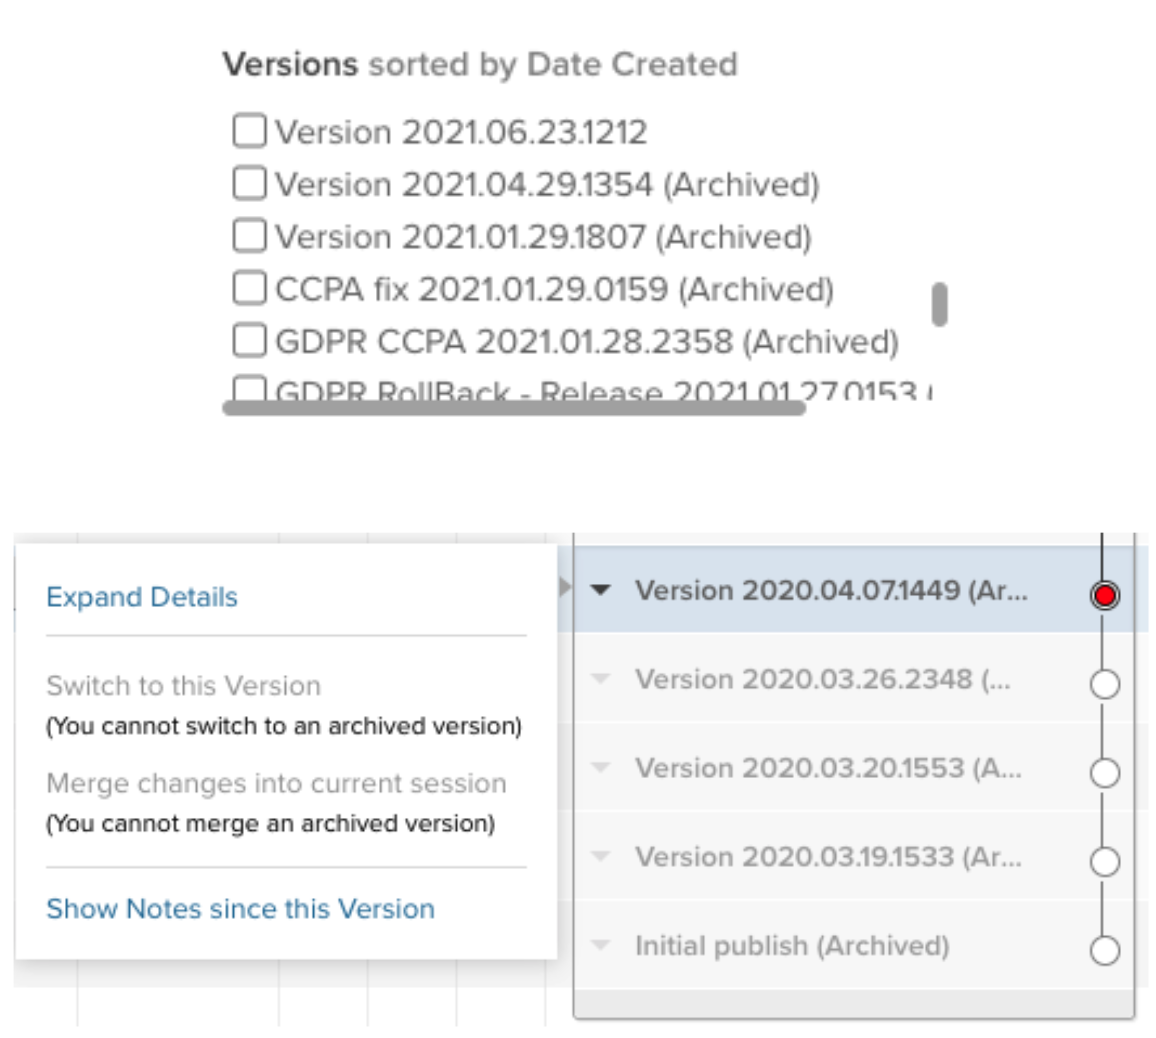 Versions sorted by Date Created
Version 2021.06.23.1212
Version 2021.04.29.1354 (Archived)
Version 2021.01.29.1807 (Archived)
CCPA fix 2021.01.29.0159 (Archived)
GDPR CCPA 2021.01.28.2358 (Archived)
GDPR RollBack - Release 2021.01.27.0153 (
Expand Details
Switch to this Version
(You cannot switch to an archived version)
Merge changes into current session
(You cannot merge an archived version)
Show Notes since this Version
Version 2020.04.07.1449 (Ar...
Version 2020.03.26.2348 (...
Version 2020.03.20.1553 (A...
Version 2020.03.19.1533 (Ar...
Initial publish (Archived)